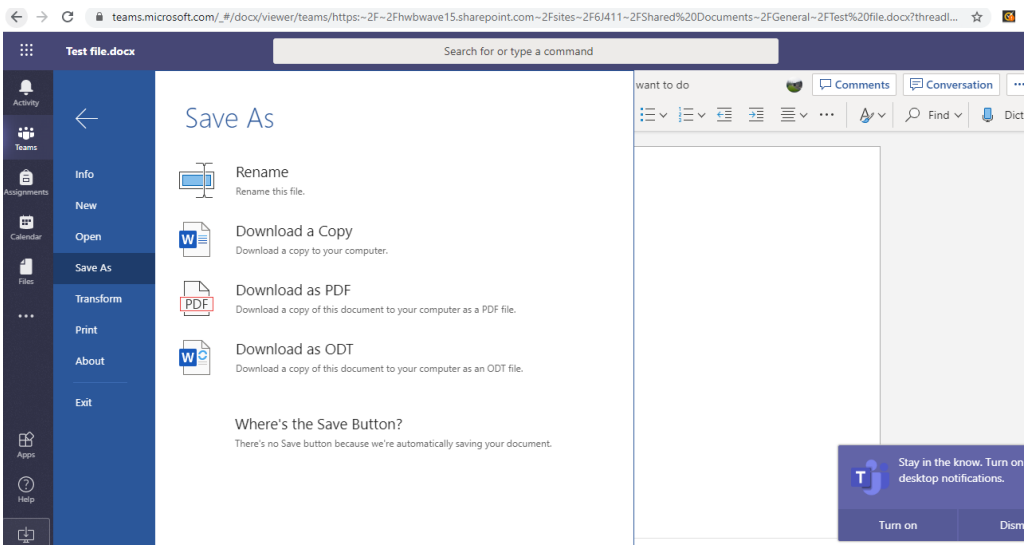 teams.microsoft.com/_#/docx/viewer/teams/https:~2F~2Fhwbwave15.sharepoint.com~2Fsites~2F6J411~2FShared%20Documents~2FGeneral~2FTest%20file.docx?threadI...
Test file.docx
Search for or type a command
want to do
Comments
Conversation
...
Find
Dict
Activity
Teams
Assignments
Calendar
Files
Apps
Help
Info
New
Open
Save As
Transform
Print
About
Exit
Save As
Rename
Rename this file.
W
Download a Copy
Download a copy to your computer.
PDF
Download as PDF
Download a copy of this document to your computer as a PDF file.
W
Download as ODT
Download a copy of this document to your computer as an ODT file.
Where's the Save Button?
There's no Save button because we're automatically saving your document.
T
Stay in the know. Turn on
desktop notifications.
Turn on
Dism